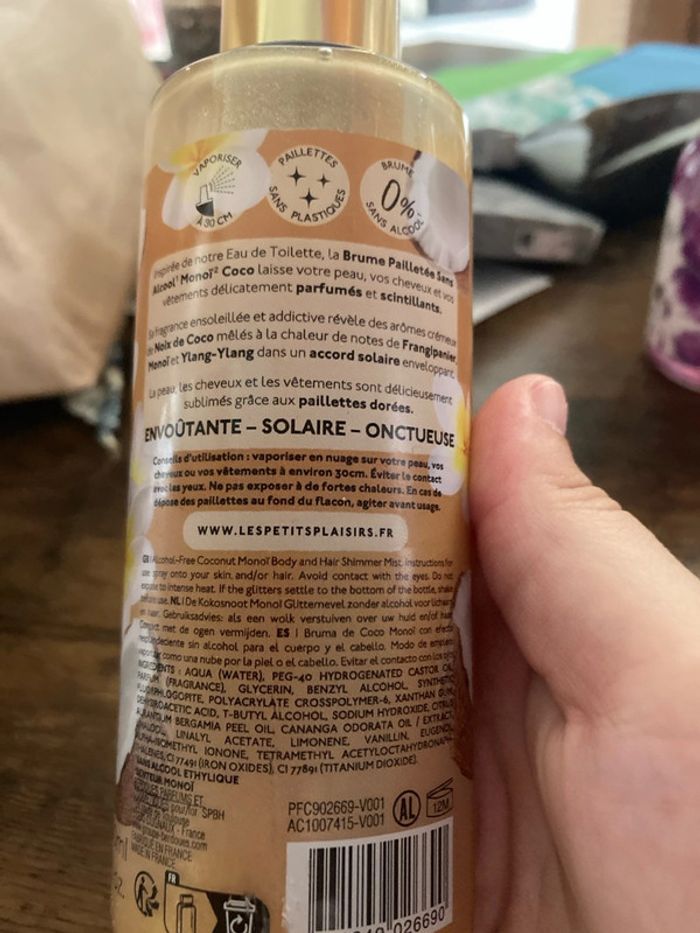 VAPORISER
À 30 CM
PAILLETTES
SANS PLASTIQUES
BRUME
0%
SANS ALCOOL
Inspirée de notre Eau de Toilette, la Brume Pailletée Sans
Alcool¹ Monoï² Coco laisse votre peau, vos cheveux et vos
vêtements délicatement parfumés et scintillants.
Sa fragrance ensoleillée et addictive révèle des arômes crémeux
de Noix de Coco mêlés à la chaleur de notes de Frangipanier,
Monoï et Ylang-Ylang dans un accord solaire enveloppant.
La peau, les cheveux et les vêtements sont délicieusement
sublimés grâce aux paillettes dorées.
ENVOÛTANTE – SOLAIRE – ONCTUEUSE
Conseils d'utilisation : vaporiser en nuage sur votre peau, vos
cheveux ou vos vêtements à environ 30cm. Éviter le contact
avec les yeux. Ne pas exposer à de fortes chaleurs. En cas de
dépose des paillettes au fond du flacon, agiter avant usage.
WWW.LESPETITSPLAISIRS.FR
GB | Alcohol-Free Coconut Monoï Body and Hair Shimmer Mist. Instructions for
use: spray onto your skin and/or hair. Avoid contact with the eyes. Do not
expose to intense heat. If the glitters settle to the bottom of the bottle, shake
before use. NL | De Kokosnoot Monoï Glitternevel zonder alcohol voor lichaam
en haar. Gebruiksadvies: als een wolk verstuiven over uw huid en/of haar.
Contact met de ogen vermijden. ES | Bruma de Coco Monoï con efecto
resplandeciente sin alcohol para el cuerpo y el cabello. Modo de empleo:
vaporizar como una nube por la piel o el cabello. Evitar el contacto con los ojos.
INGREDIENTS : AQUA (WATER), PEG-40 HYDROGENATED CASTOR OIL,
PARFUM (FRAGRANCE), GLYCERIN, BENZYL ALCOHOL, SYNTHETIC
FLUORPHLOGOPITE, POLYACRYLATE CROSSPOLYMER-6, XANTHAN GUM,
DEHYDROACETIC ACID, T-BUTYL ALCOHOL, SODIUM HYDROXIDE, CITRUS
AURANTIUM BERGAMIA PEEL OIL, CANANGA ODORATA OIL / EXTRACT,
LINALOOL, LINALYL ACETATE, LIMONENE, VANILLIN, EUGENOL,
ALPHA-ISOMETHYL IONONE, TETRAMETHYL ACETYLOCTAHYDRONAPH
THALENES, CI 77491 (IRON OXIDES), CI 77891 (TITANIUM DIOXIDE).
SANS ALCOOL ETHYLIQUE
SENTEUR MONOÏ
PARFUMS ET
pour/for SPBH
France
FABRIQUÉ EN FRANCE
MADE IN FRANCE
PFC902669-V001
AC1007415-V001
AL
12M
FR
026690